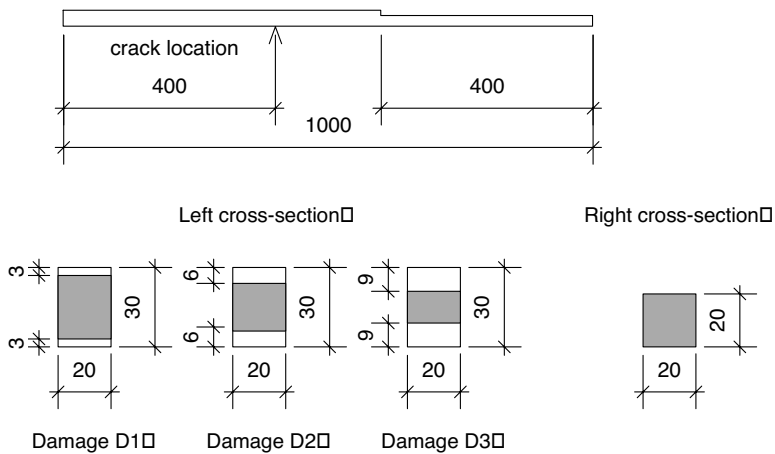 crack location
400
400
1000
Left cross-section□
Right cross-section□
3
3
30
20
6
6
30
20
9
9
30
20
20
20
Damage D1□
Damage D2□
Damage D3□